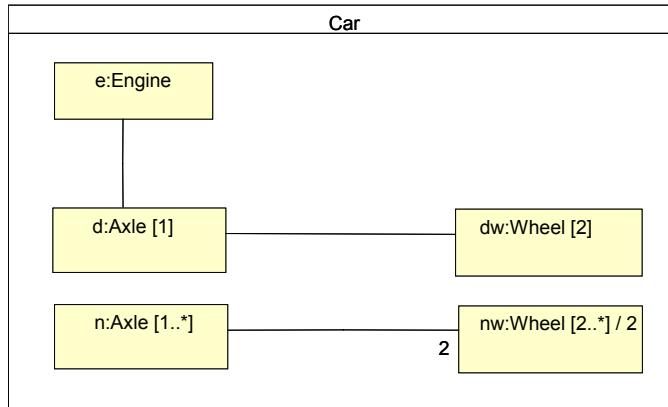 Car
e:Engine
d:Axle [1]
dw:Wheel [2]
n:Axle [1..*]
nw:Wheel [2..*] / 2
2